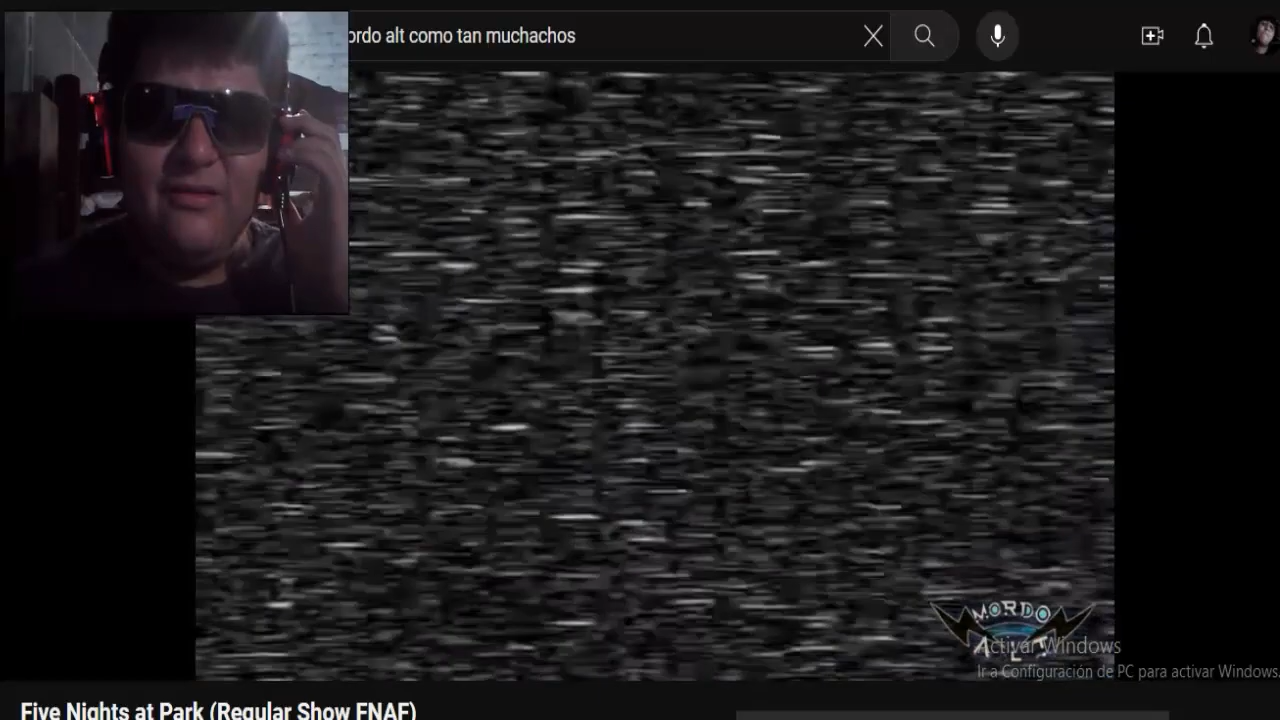 ordo alt como tan muchachos
MORDO
ALT
Activar Windows
Ir a Configuración de PC para activar Windows.
Five Nights at Park (Regular Show FNAF)